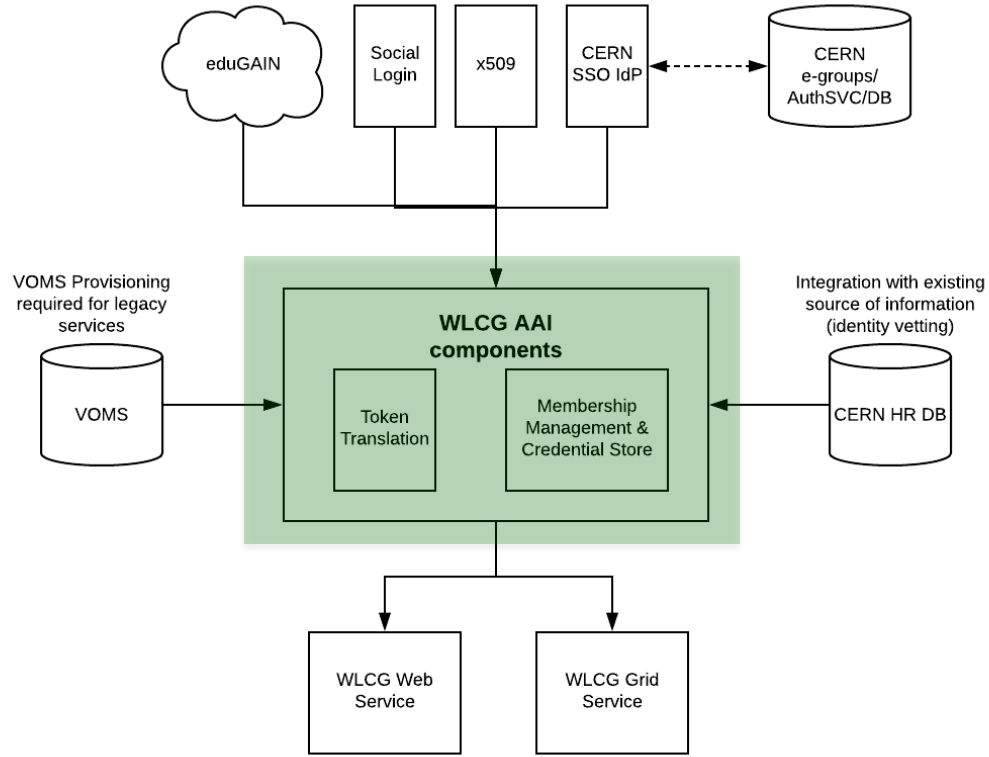 eduGAIN
Social
Login
x509
CERN
SSO IdP
CERN
e-groups/
AuthSVC/DB
VOMS Provisioning
required for legacy
services
VOMS
WLCG AAI
components
Token
Translation
Membership
Management &
Credential Store
Integration with existing
source of information
(identity vetting)
CERN HR DB
WLCG Web
Service
WLCG Grid
Service